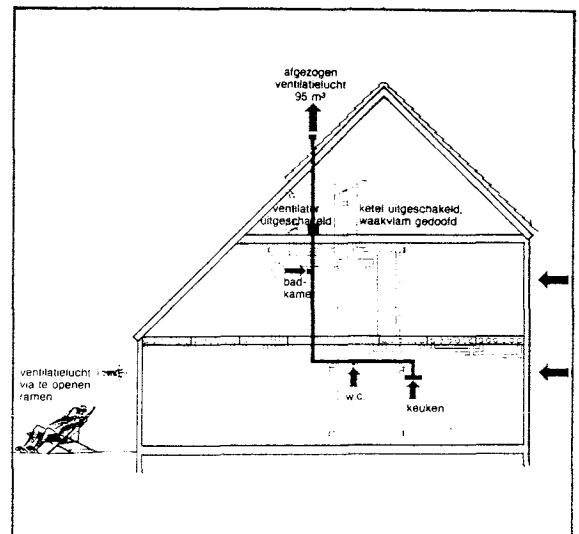 afgezogen
ventilatielucht
95 m³
ventilator
uitgeschakeld
ketel uitgeschakeld,
waakvlam gedoofd
bad-
kamer
ventilatielucht
via te openen
ramen
w.c.
keuken